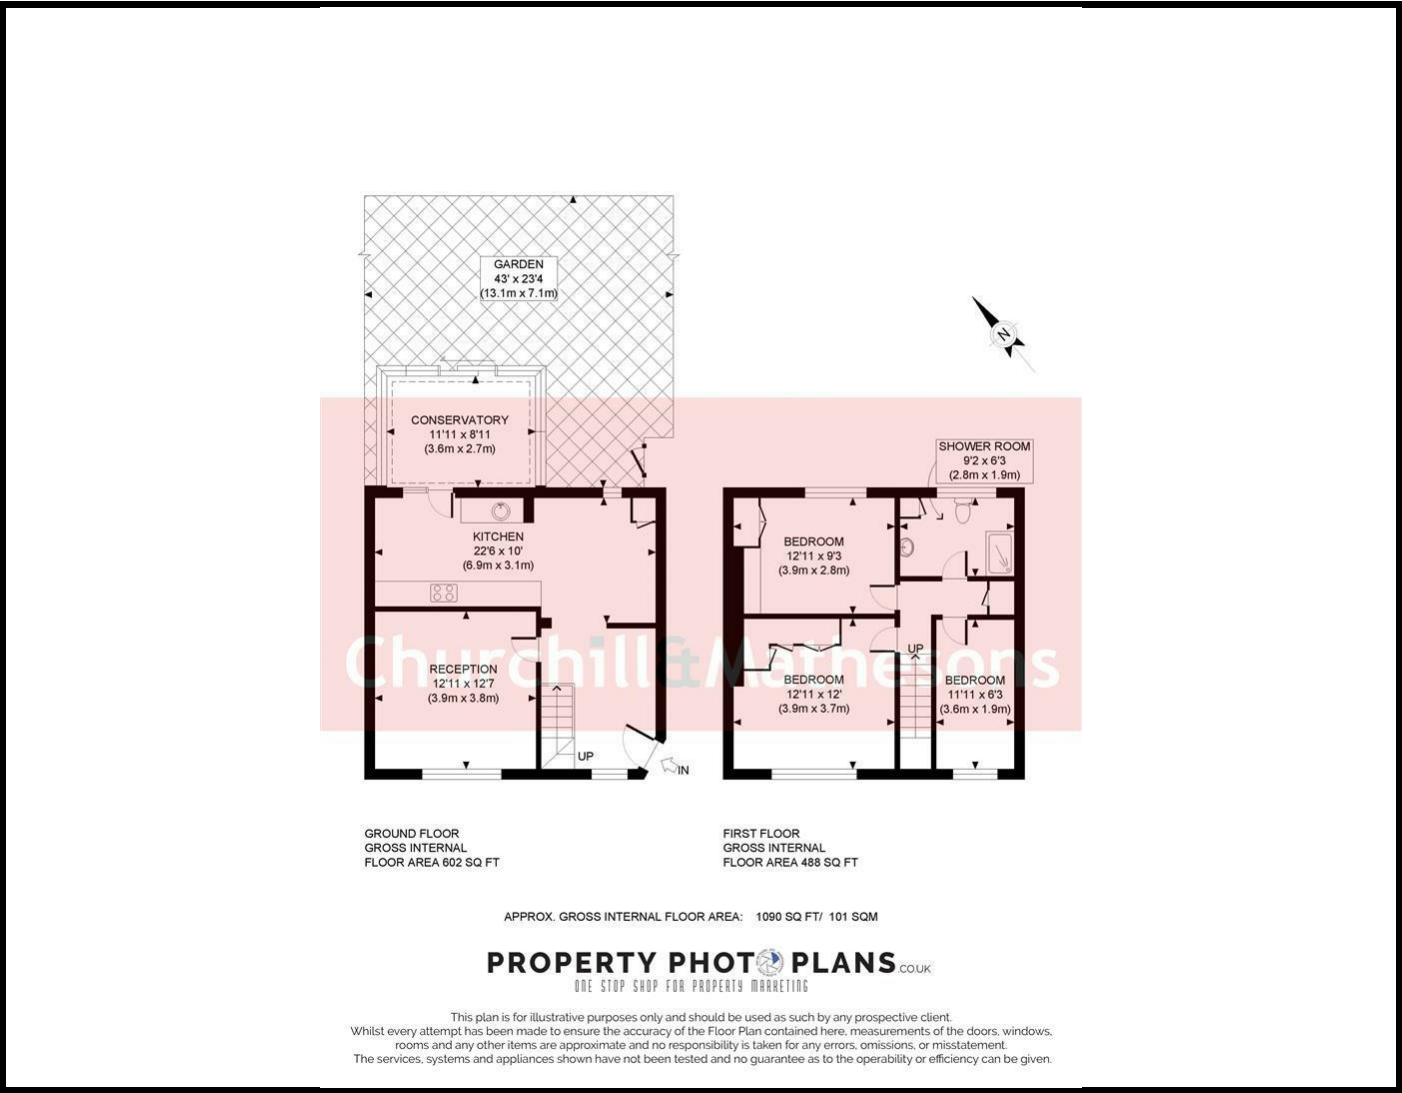 GARDEN
43' x 23'4
(13.1m x 7.1m)
N
CONSERVATORY
11'11 x 8'11
(3.6m x 2.7m)
SHOWER ROOM
9'2 x 6'3
(2.8m x 1.9m)
KITCHEN
22'6 x 10'
(6.9m x 3.1m)
BEDROOM
12'11 x 9'3
(3.9m x 2.8m)
Churchill&Mathesons
RECEPTION
12'11 x 12'7
(3.9m x 3.8m)
UP
IN
BEDROOM
12'11 x 12'
(3.9m x 3.7m)
UP
BEDROOM
11'11 x 6'3
(3.6m x 1.9m)
GROUND FLOOR
GROSS INTERNAL
FLOOR AREA 602 SQ FT
FIRST FLOOR
GROSS INTERNAL
FLOOR AREA 488 SQ FT
APPROX. GROSS INTERNAL FLOOR AREA: 1090 SQ FT/ 101 SQM
PROPERTY PHOTO PLANS.CO.UK
ONE STOP SHOP FOR PROPERTY MARKETING
This plan is for illustrative purposes only and should be used as such by any prospective client.
Whilst every attempt has been made to ensure the accuracy of the Floor Plan contained here, measurements of the doors, windows,
rooms and any other items are approximate and no responsibility is taken for any errors, omissions, or misstatement.
The services, systems and appliances shown have not been tested and no guarantee as to the operability or efficiency can be given.